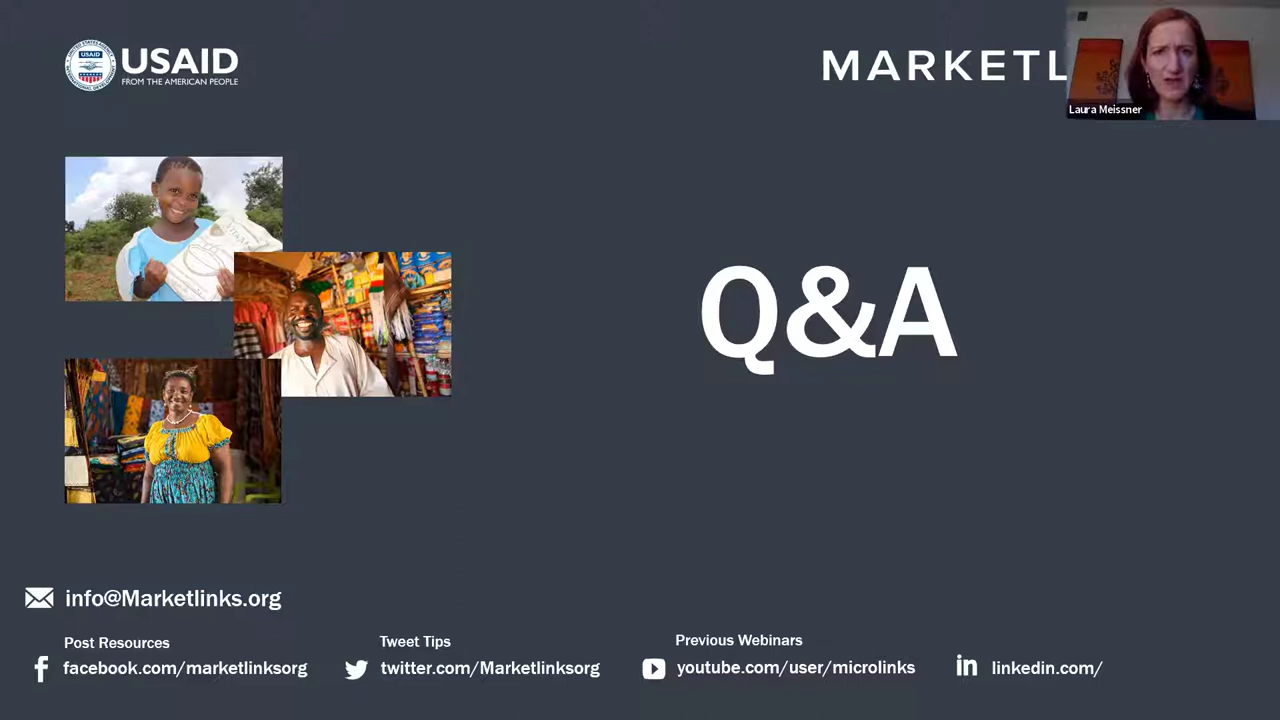 USAID
FROM THE AMERICAN PEOPLE
MARKETL
Laura Meissner
Q&A
info@Marketlinks.org
Post Resources
facebook.com/marketlinksorg
Tweet Tips
twitter.com/Marketlinksorg
Previous Webinars
youtube.com/user/microlinks
linkedin.com/